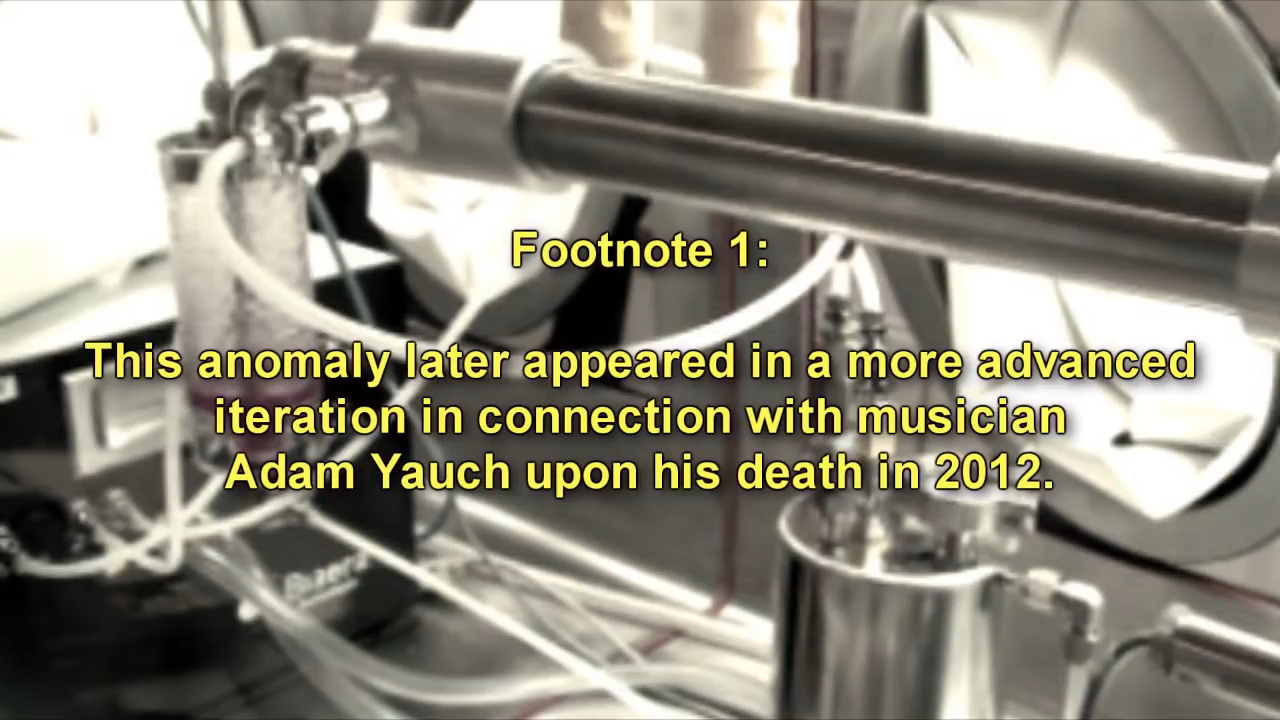 Footnote 1:
This anomaly later appeared in a more advanced
iteration in connection with musician
Adam Yauch upon his death in 2012.